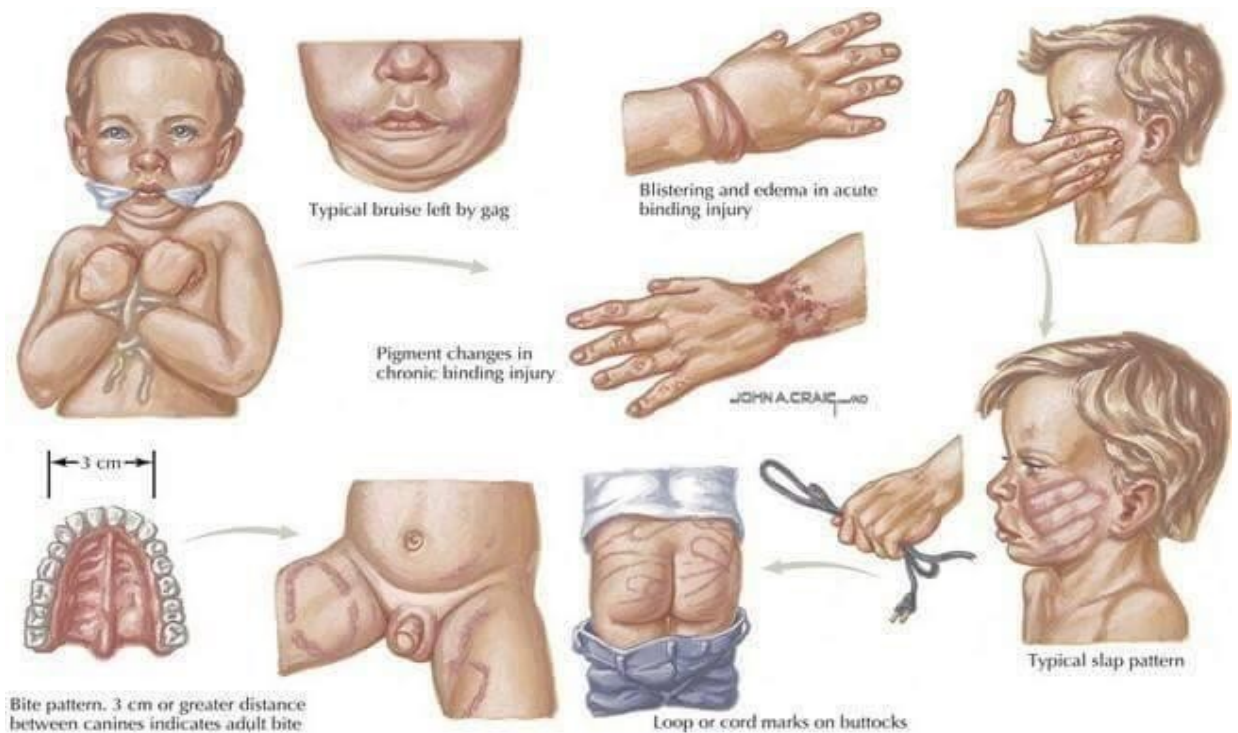 Typical bruise left by gag
Blistering and edema in acute
binding injury
Pigment changes in
chronic binding injury
JOHN A. CRAIG
3 cm
Typical slap pattern
Bite pattern. 3 cm or greater distance
between canines indicates adult bite
Loop or cord marks on buttocks